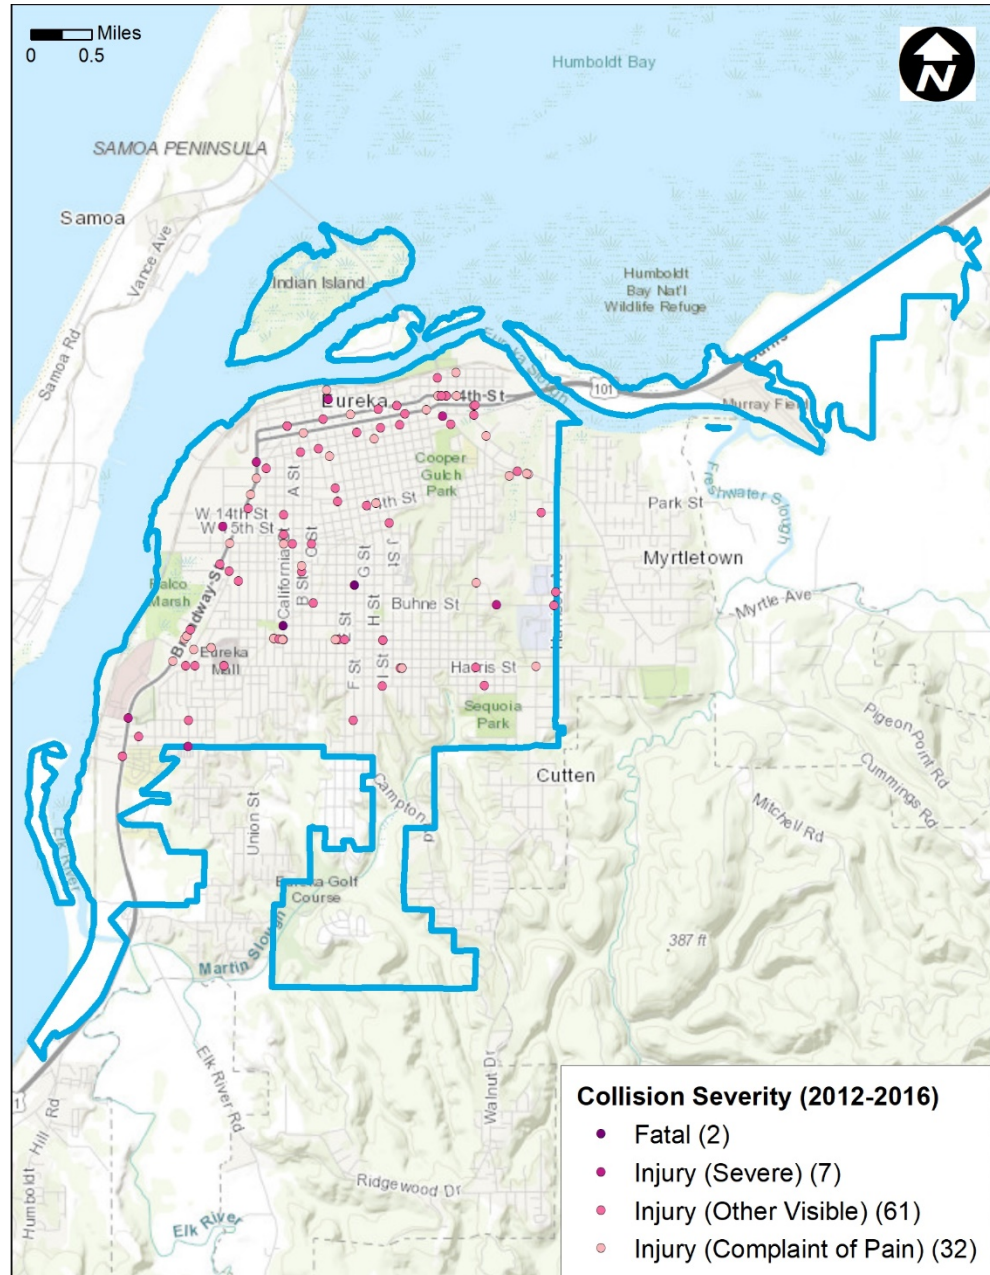 Miles
0 0.5
N
Humboldt Bay
SAMOA PENINSULA
Samoa
Vance Ave
Samoa Rd
Indian Island
Humboldt
Bay Nat'l
Wildlife Refuge
Eureka Slough
101
Murray Field
Eureka
4th St
Cooper
Gulch
Park
Freshwater Slough
A St
Park St
W 14th St
Myrtletown
California
C St
B St
G St
J St
Marsh
Buhne St
Myrtle Ave
H St
Broadway St
Eureka
Mall
F St
I St
Harris St
Sequoia
Park
Pigeon Point Rd
Cutten
Cummings Rd
Campton
Mitchell Rd
Union St
Elk River
Eureka Golf
Course
Martin Slough
387 ft
Elk River Rd
1
Walnut Dr
Humboldt Hill Rd
Ridgewood Dr
Elk River
Collision Severity (2012-2016)
Fatal (2)
Injury (Severe) (7)
Injury (Other Visible) (61)
Injury (Complaint of Pain) (32)